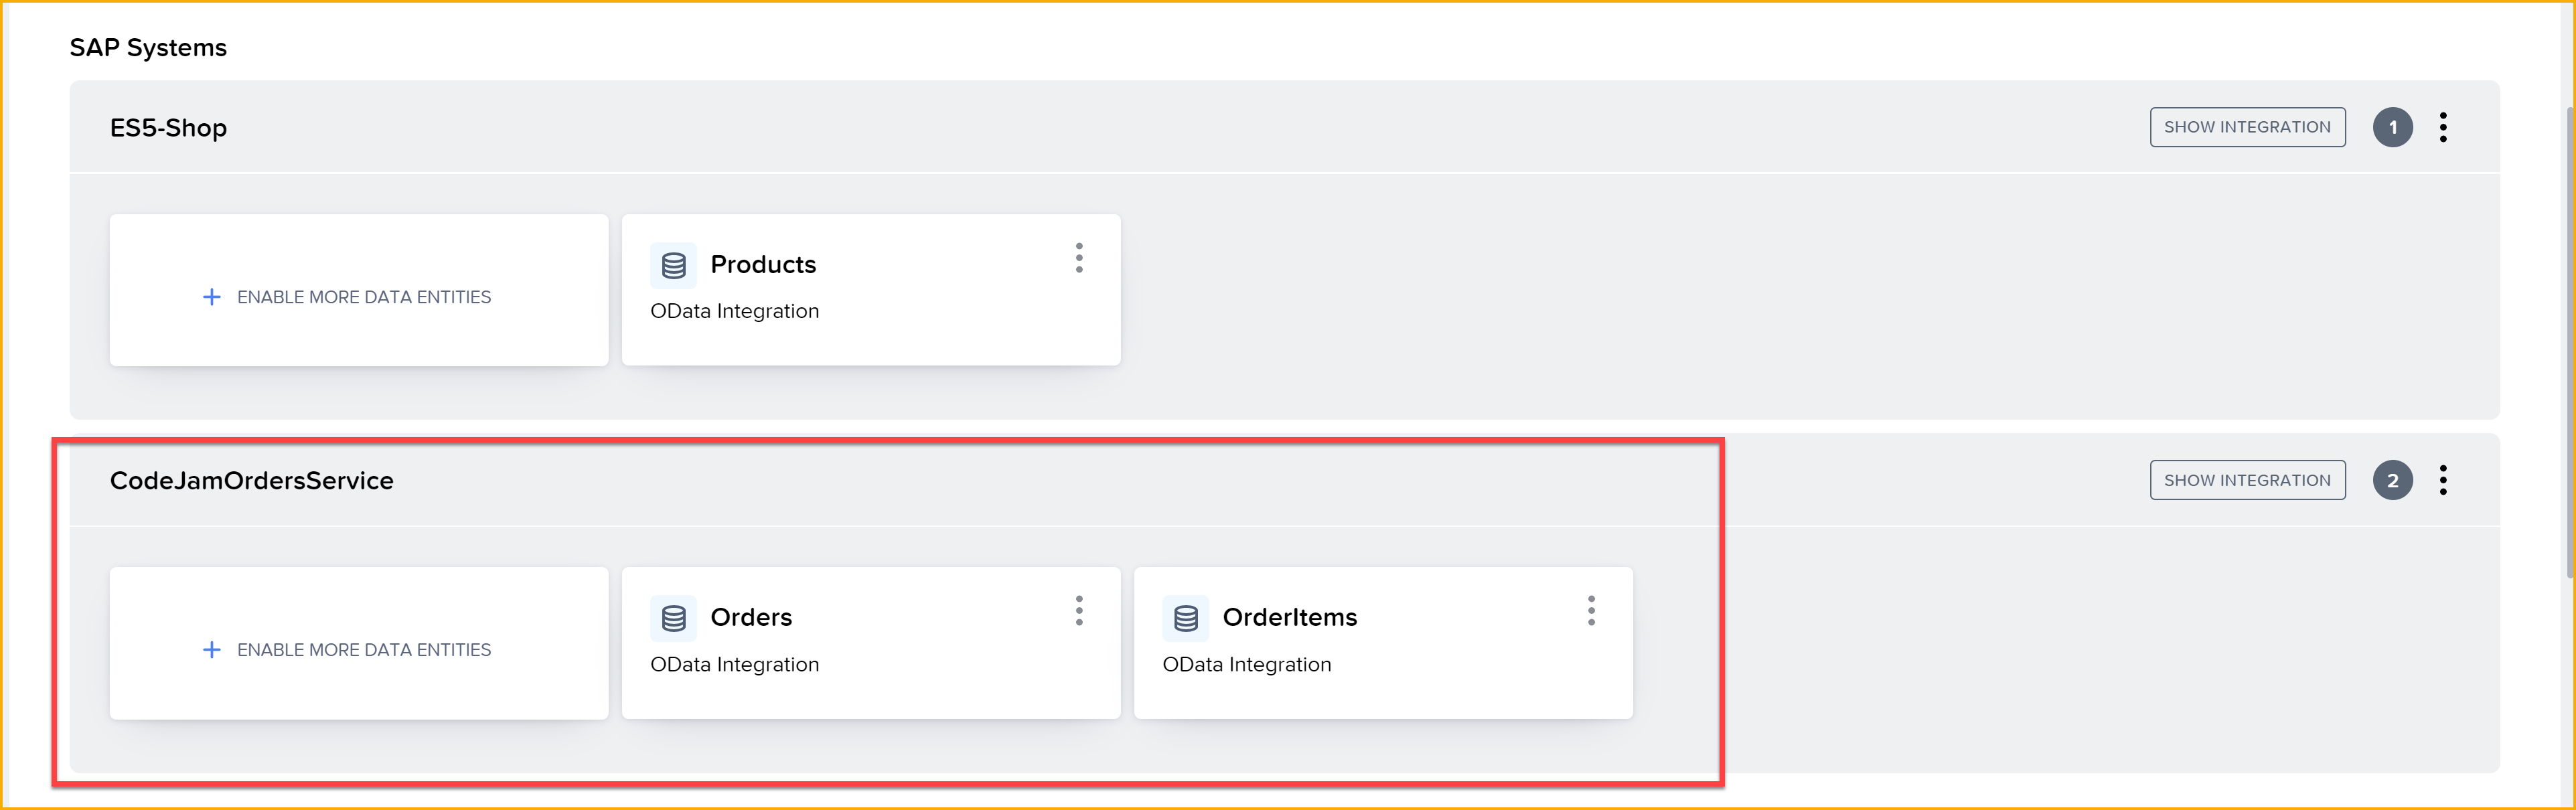 SAP Systems
ES5-Shop
SHOW INTEGRATION
1
ENABLE MORE DATA ENTITIES
Products
OData Integration
CodeJamOrdersService
SHOW INTEGRATION
2
ENABLE MORE DATA ENTITIES
Orders
OData Integration
OrderItems
OData Integration